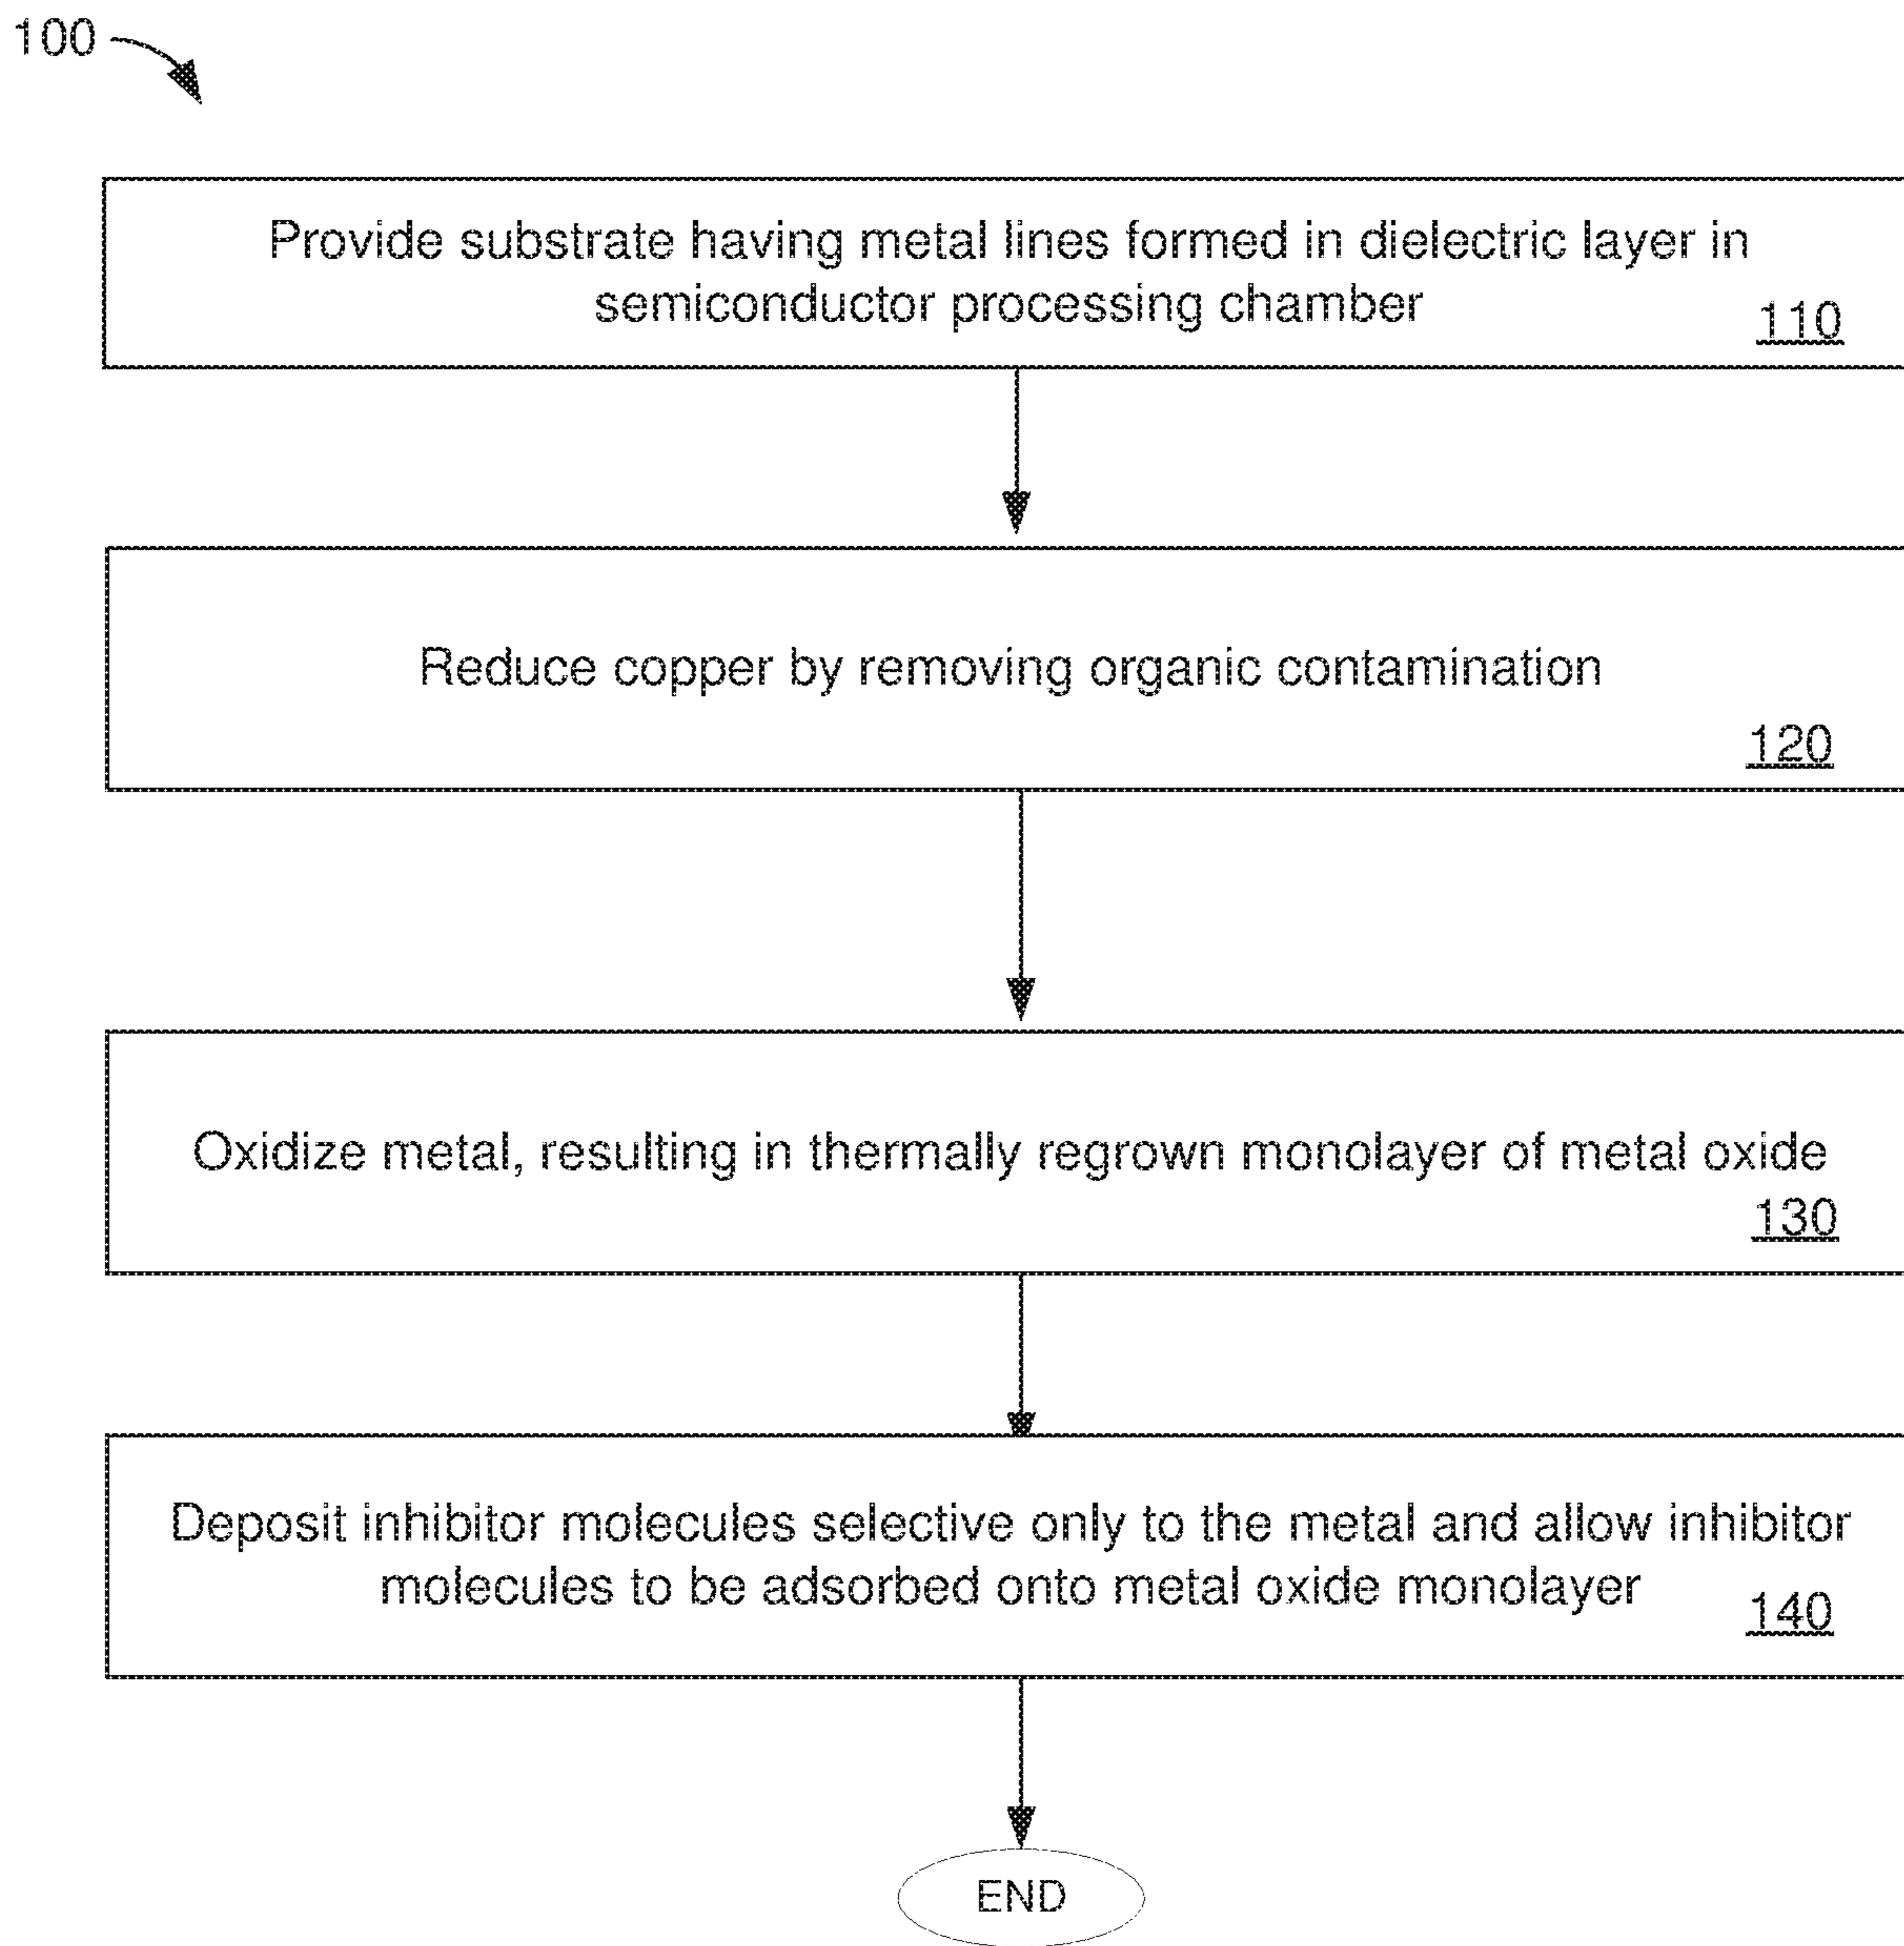 100
Provide substrate having metal lines formed in dielectric layer in
semiconductor processing chamber
110
Reduce copper by removing organic contamination
120
Oxidize metal, resulting in thermally regrown monolayer of metal oxide
130
Deposit inhibitor molecules selective only to the metal and allow inhibitor
molecules to be adsorbed onto metal oxide monolayer
140
END